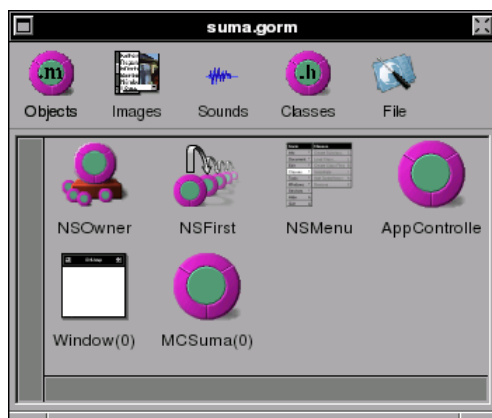 suma.gorm
.m
.h
Objects Images Sounds Classes File
NSOwner NSFirst NSMenu AppControlle
Window(0) MCSuma(0)